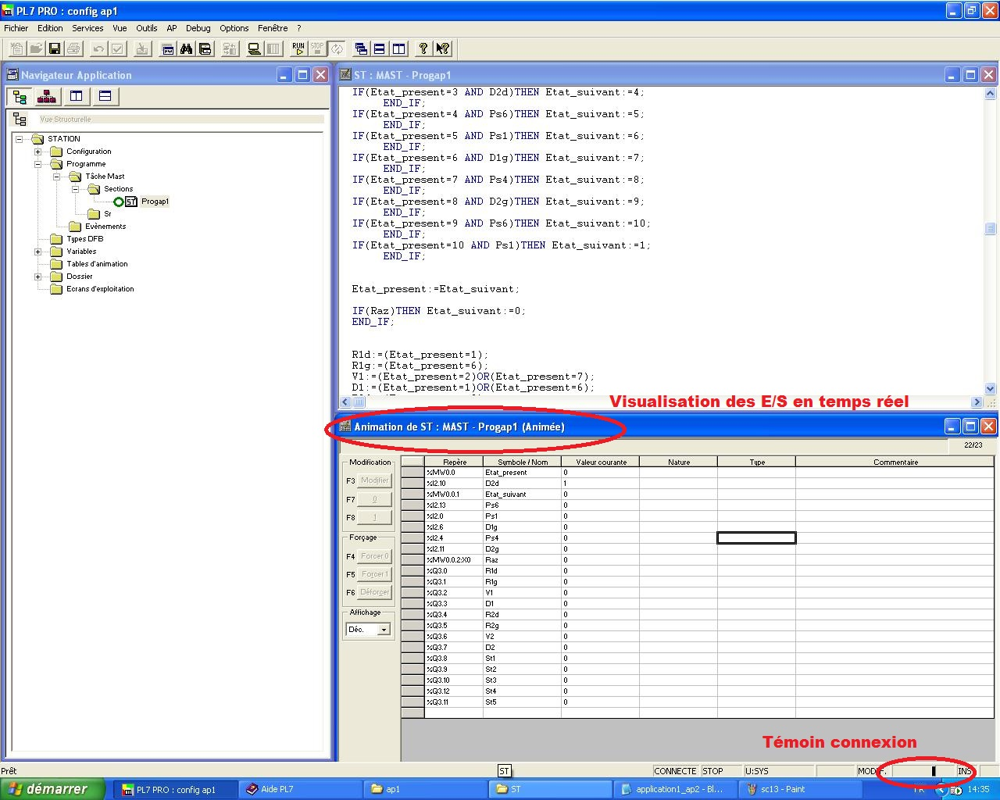 PL7 PRO : config ap1
Fichier Edition Services Vue Outils AP Debug Options Fenêtre ?
RUN STOP
Navigateur Application
Vue Structurelle
STATION
Configuration
Programme
Tâche Mast
Sections
ST Progap1
Sr
Evènements
Types DFB
Variables
Tables d'animation
Dossier
Ecrans d'exploitation
ST : MAST - Progap1
IF(Etat_present=3 AND D2d)THEN Etat_suivant:=4;
END_IF;
IF(Etat_present=4 AND Ps6)THEN Etat_suivant:=5;
END_IF;
IF(Etat_present=5 AND Ps1)THEN Etat_suivant:=6;
END_IF;
IF(Etat_present=6 AND D1g)THEN Etat_suivant:=7;
END_IF;
IF(Etat_present=7 AND Ps4)THEN Etat_suivant:=8;
END_IF;
IF(Etat_present=8 AND D2g)THEN Etat_suivant:=9;
END_IF;
IF(Etat_present=9 AND Ps6)THEN Etat_suivant:=10;
END_IF;
IF(Etat_present=10 AND Ps1)THEN Etat_suivant:=1;
END_IF;
Etat_present:=Etat_suivant;
IF(Raz)THEN Etat_suivant:=0;
END_IF;
R1d:=(Etat_present=1);
R1g:=(Etat_present=6);
V1:=(Etat_present=2)OR(Etat_present=7);
D1:=(Etat_present=1)OR(Etat_present=6);
Visualisation des E/S en temps réel
Animation de ST : MAST - Progap1 (Animée)
22/23
Modification
F3 Modifier
F7 0
F8 1
Forçage
F4 Forcer 0
F5 Forcer 1
F6 Déforcer
Affichage
Déc.
Repère Symbole / Nom Valeur courante Nature Type Commentaire
%MW0.0 Etat_present 0
%I2.10 D2d 1
%MW0.0.1 Etat_suivant 0
%I2.13 Ps6 0
%I2.0 Ps1 0
%I2.6 D1g 0
%I2.4 Ps4 0
%I2.11 D2g 0
%MW0.0.2:X0 Raz 0
%Q3.0 R1d 0
%Q3.1 R1g 0
%Q3.2 V1 0
%Q3.3 D1 0
%Q3.4 R2d 0
%Q3.5 R2g 0
%Q3.6 V2 0
%Q3.7 D2 0
%Q3.8 St1 0
%Q3.9 St2 0
%Q3.10 St3 0
%Q3.12 St4 0
%Q3.11 St5 0
Témoin connexion
Prêt ST CONNECTE STOP U:SYS MODIF. INS
démarrer PL7 PRO : config ap1 Aide PL7 ap1 ST application1_ap2 - Bl... sc13 - Paint FR 14:35